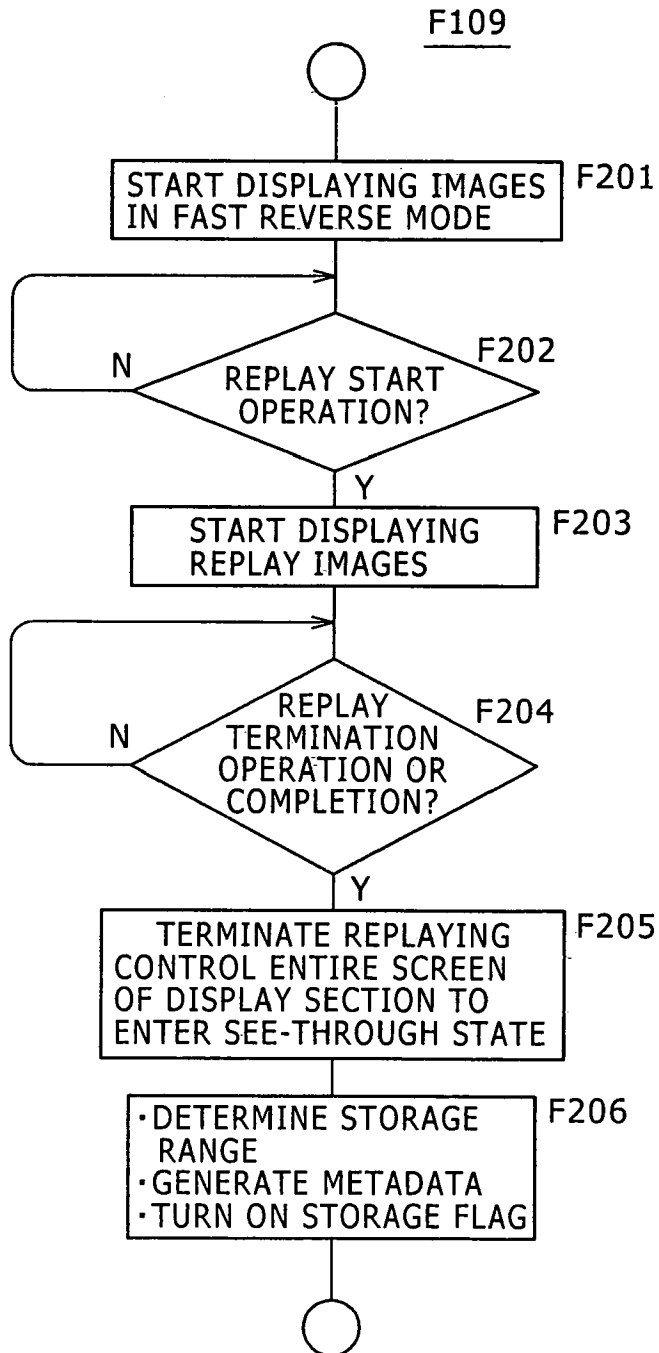 F109
START DISPLAYING IMAGES
IN FAST REVERSE MODE
F201
F202
N
REPLAY START
OPERATION?
Y
START DISPLAYING
REPLAY IMAGES
F203
REPLAY
TERMINATION
OPERATION OR
COMPLETION?
F204
N
Y
TERMINATE REPLAYING
CONTROL ENTIRE SCREEN
OF DISPLAY SECTION TO
ENTER SEE-THROUGH STATE
F205
·DETERMINE STORAGE
RANGE
·GENERATE METADATA
·TURN ON STORAGE FLAG
F206